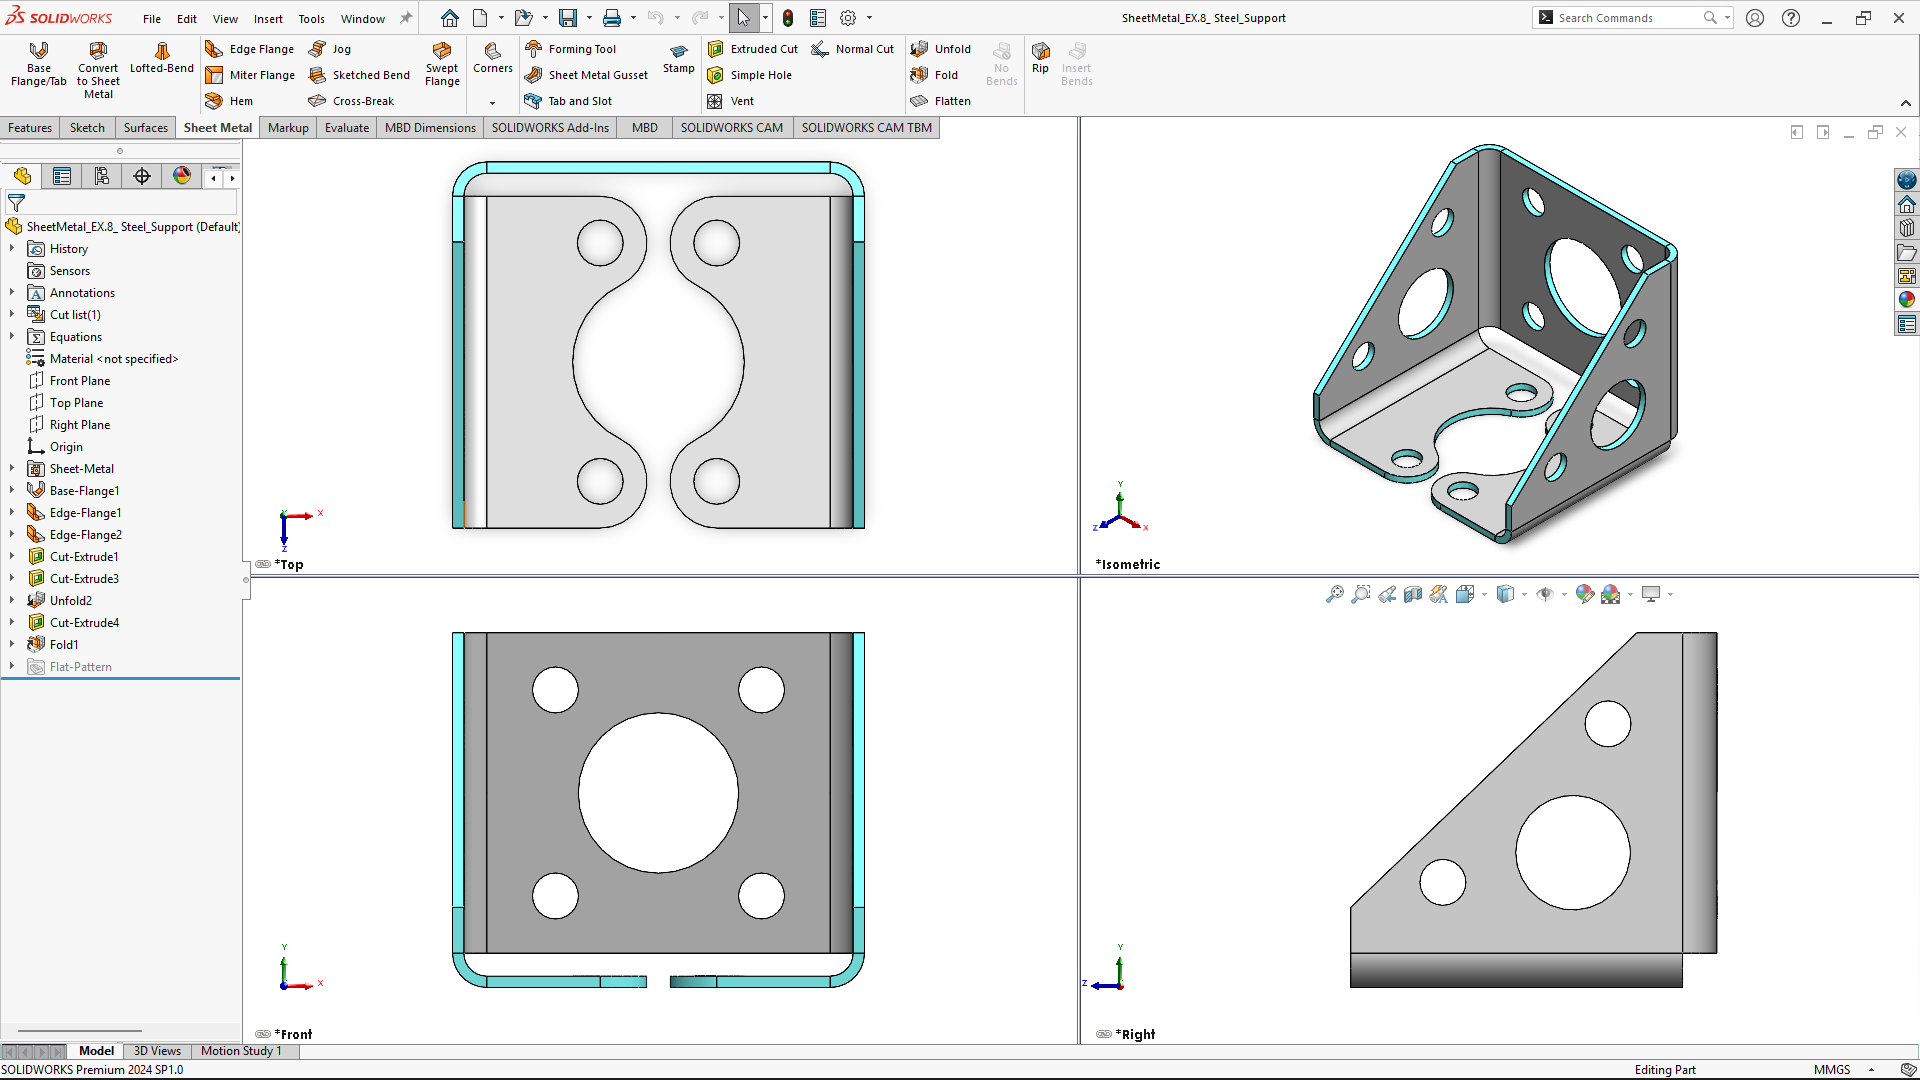 SOLIDWORKS File Edit View Insert Tools SOLIDWORKS Window
SheetMetal_EX.8_ Steel_Support
Search Commands
Base Flange/Tab
Convert to Sheet Metal
Lofted-Bend
Edge Flange
Miter Flange
Hem
Jog
Sketched Bend
Cross-Break
Swept Flange
Corners
Forming Tool
Sheet Metal Gusset
Tab and Slot
Stamp
Extruded Cut
Simple Hole
Vent
Normal Cut
Unfold
Fold
Flatten
No Bends
Rip
Insert Bends
Features Sketch Surfaces Sheet Metal Markup Evaluate MBD Dimensions SOLIDWORKS Add-Ins MBD SOLIDWORKS CAM SOLIDWORKS CAM TBM
SheetMetal_EX.8_ Steel_Support (Default)
History
Sensors
Annotations
Cut list(1)
Equations
Material <not specified>
Front Plane
Top Plane
Right Plane
Origin
Sheet-Metal
Base-Flange1
Edge-Flange1
Edge-Flange2
Cut-Extrude1
Cut-Extrude3
Unfold2
Cut-Extrude4
Fold1
Flat-Pattern
Y X
Z
*Top
Y
Z X
*Isometric
Y
X
*Front
Y
Z
*Right
Model 3D Views Motion Study 1
SOLIDWORKS Premium 2024 SP1.0
Editing Part
MMGS